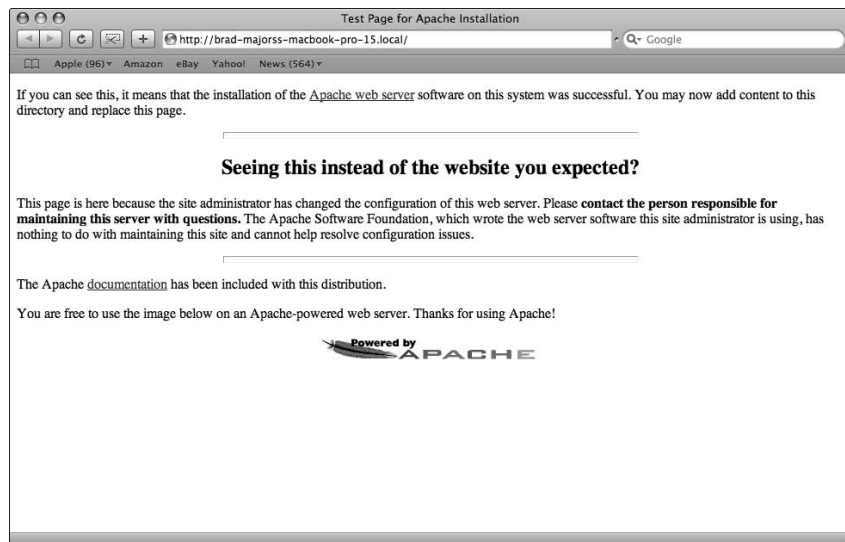 Test Page for Apache Installation
http://brad-majorss-macbook-pro-15.local/
Google
Apple (96) Amazon eBay Yahoo! News (564)
If you can see this, it means that the installation of the Apache web server software on this system was successful. You may now add content to this
directory and replace this page.
Seeing this instead of the website you expected?
This page is here because the site administrator has changed the configuration of this web server. Please contact the person responsible for
maintaining this server with questions. The Apache Software Foundation, which wrote the web server software this site administrator is using, has
nothing to do with maintaining this site and cannot help resolve configuration issues.
The Apache documentation has been included with this distribution.
You are free to use the image below on an Apache-powered web server. Thanks for using Apache!
Powered by
APACHE